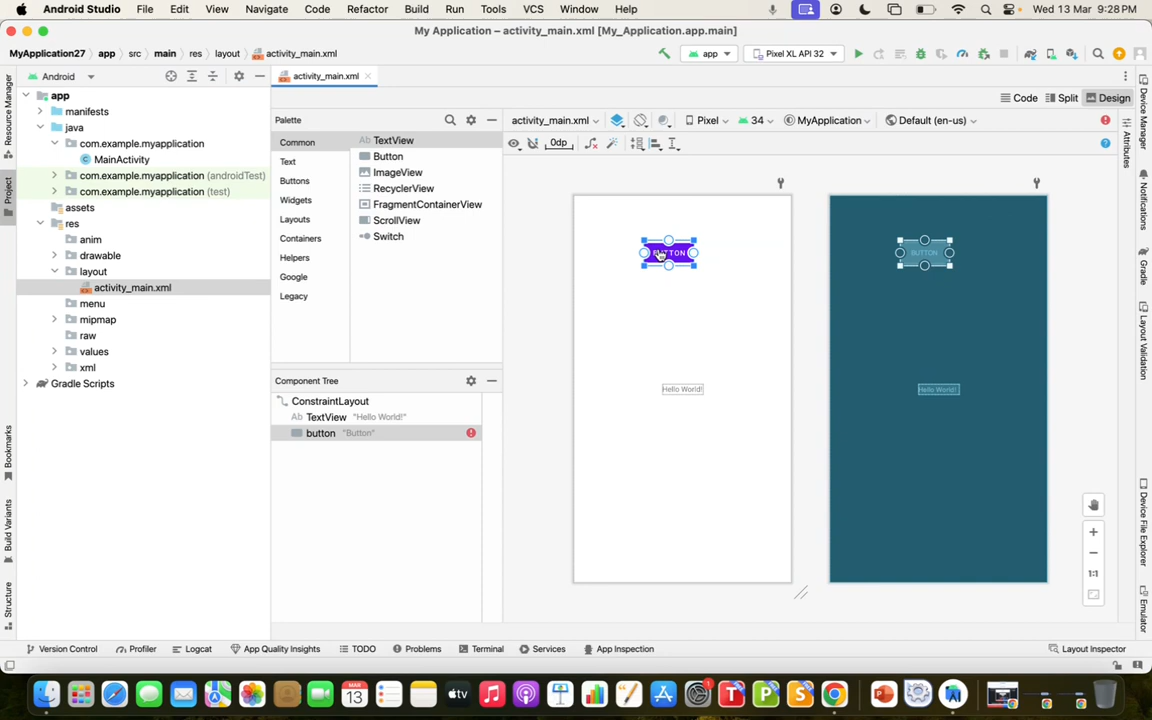 Android Studio File Edit View Navigate Code Refactor Build Run Tools VCS Window Help Wed 13 Mar 9:28 PM
My Application – activity_main.xml [My_Application.app.main]
MyApplication27 app src main res layout activity_main.xml app Pixel XL API 32
Android activity_main.xml
Code Split Design
Palette activity_main.xml Pixel 34 MyApplication Default (en-us)
0dp
app
manifests
java
com.example.myapplication
MainActivity
com.example.myapplication (androidTest)
com.example.myapplication (test)
assets
res
anim
drawable
layout
activity_main.xml
menu
mipmap
raw
values
xml
Gradle Scripts
Common
Text
Buttons
Widgets
Layouts
Containers
Helpers
Google
Legacy
Ab TextView
Button
ImageView
RecyclerView
FragmentContainerView
ScrollView
Switch
Component Tree
ConstraintLayout
Ab TextView "Hello World!"
button "Button"
BUTTON
Hello World!
BUTTON
Hello World!
1:1
Resource Manager
Project
Bookmarks
Build Variants
Structure
Device Manager
Attributes
Notifications
Gradle
Layout Validation
Device File Explorer
Emulator
Version Control Profiler Logcat App Quality Insights TODO Problems Terminal Services App Inspection Layout Inspector
MAR
13
tv
1
T
P
S
P